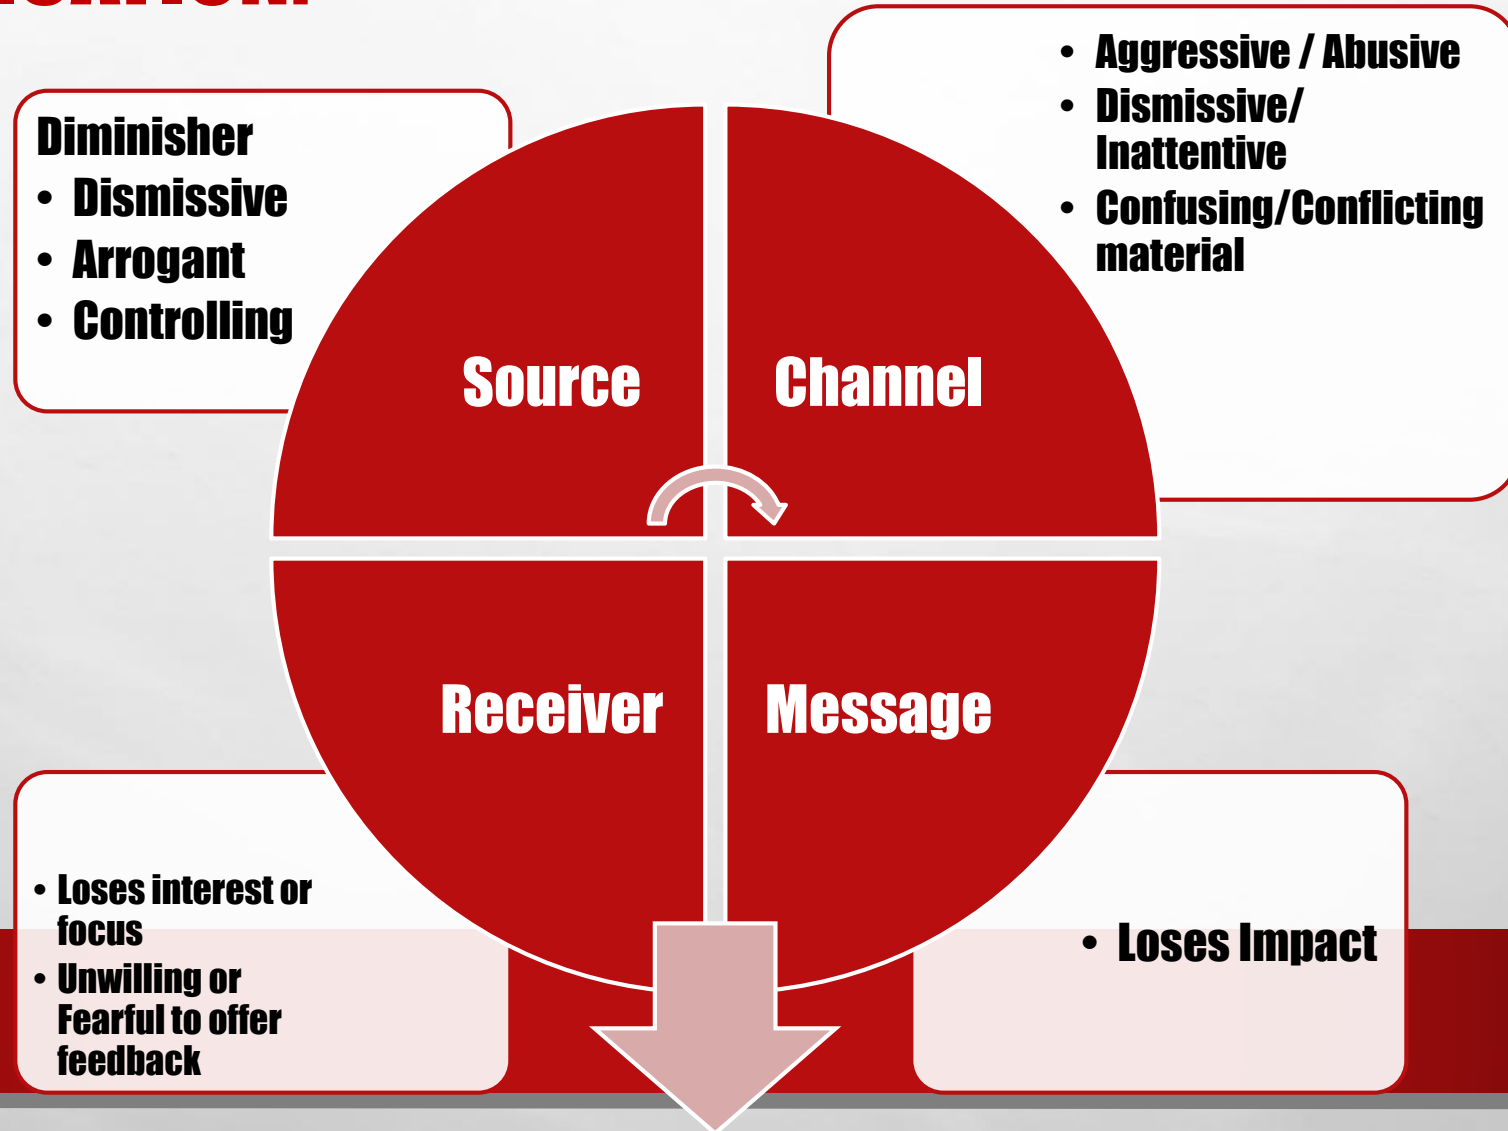 Diminisher
• Dismissive
• Arrogant
• Controlling
• Aggressive / Abusive
• Dismissive/
Inattentive
• Confusing/Conflicting
material
Source
Channel
Receiver
Message
• Loses interest or
focus
• Unwilling or
Fearful to offer
feedback
• Loses Impact